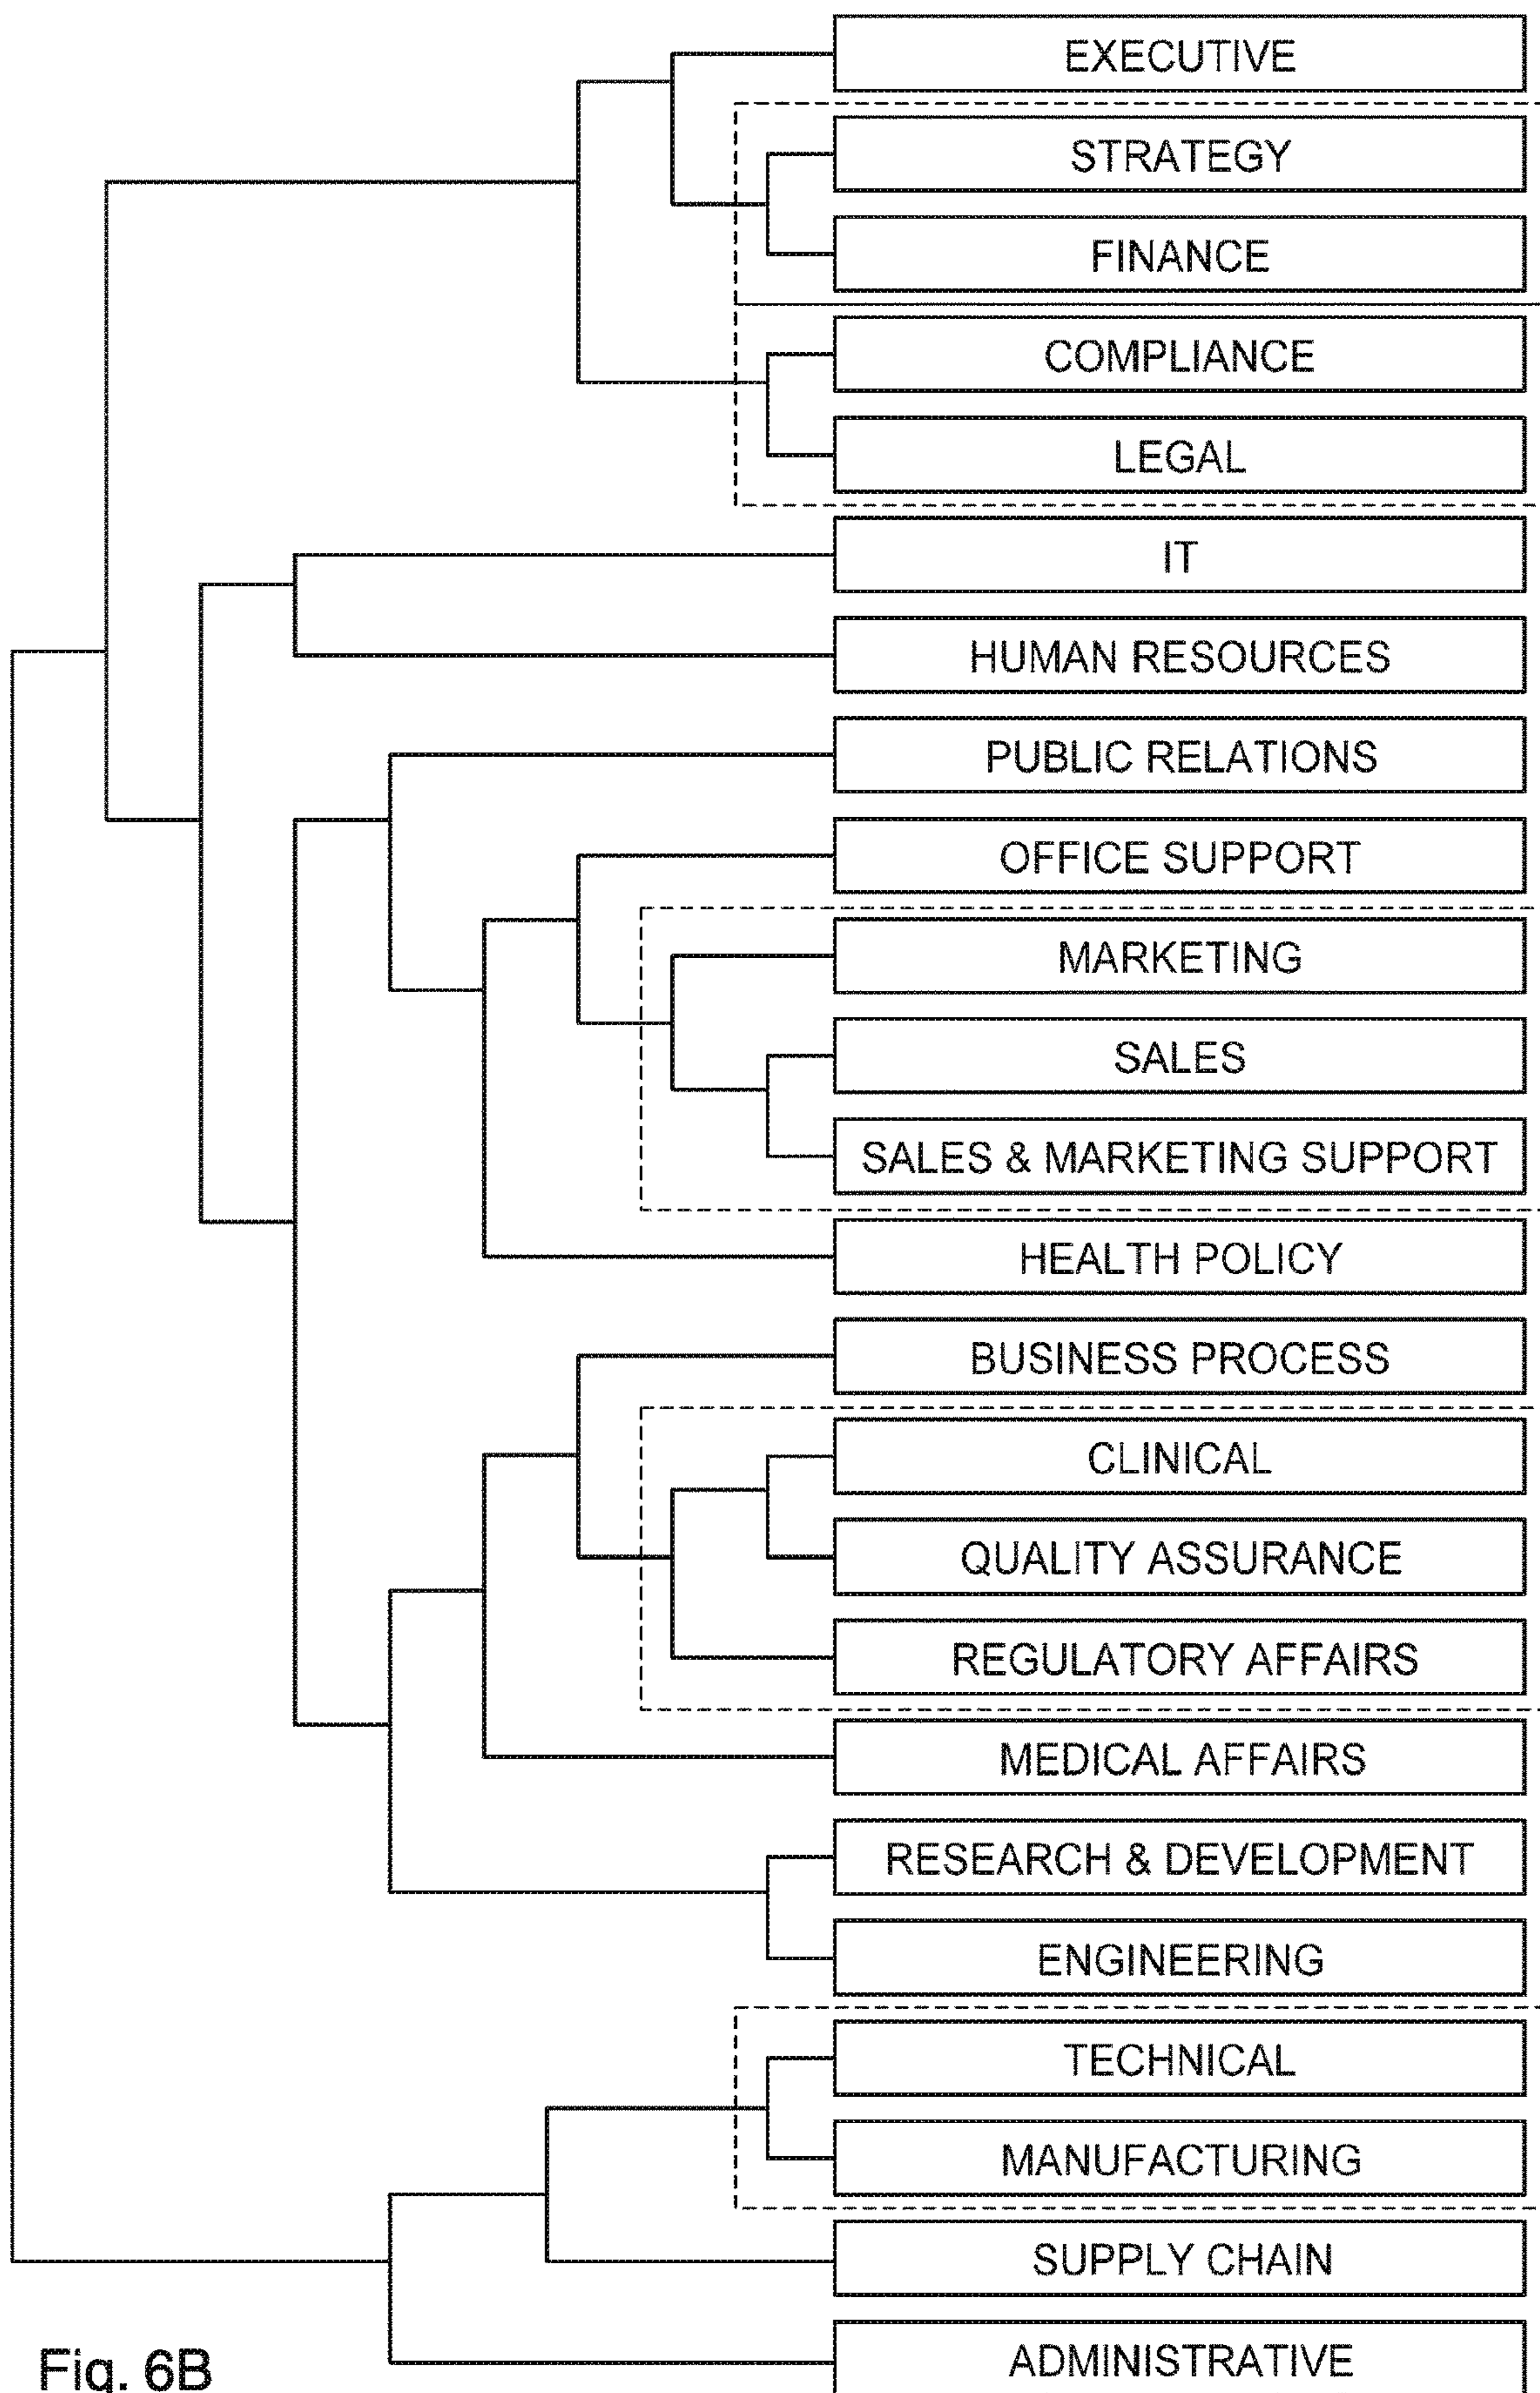 EXECUTIVE
STRATEGY
FINANCE
COMPLIANCE
LEGAL
IT
HUMAN RESOURCES
PUBLIC RELATIONS
OFFICE SUPPORT
MARKETING
SALES
SALES & MARKETING SUPPORT
HEALTH POLICY
BUSINESS PROCESS
CLINICAL
QUALITY ASSURANCE
REGULATORY AFFAIRS
MEDICAL AFFAIRS
RESEARCH & DEVELOPMENT
ENGINEERING
TECHNICAL
MANUFACTURING
SUPPLY CHAIN
ADMINISTRATIVE
Fig. 6B